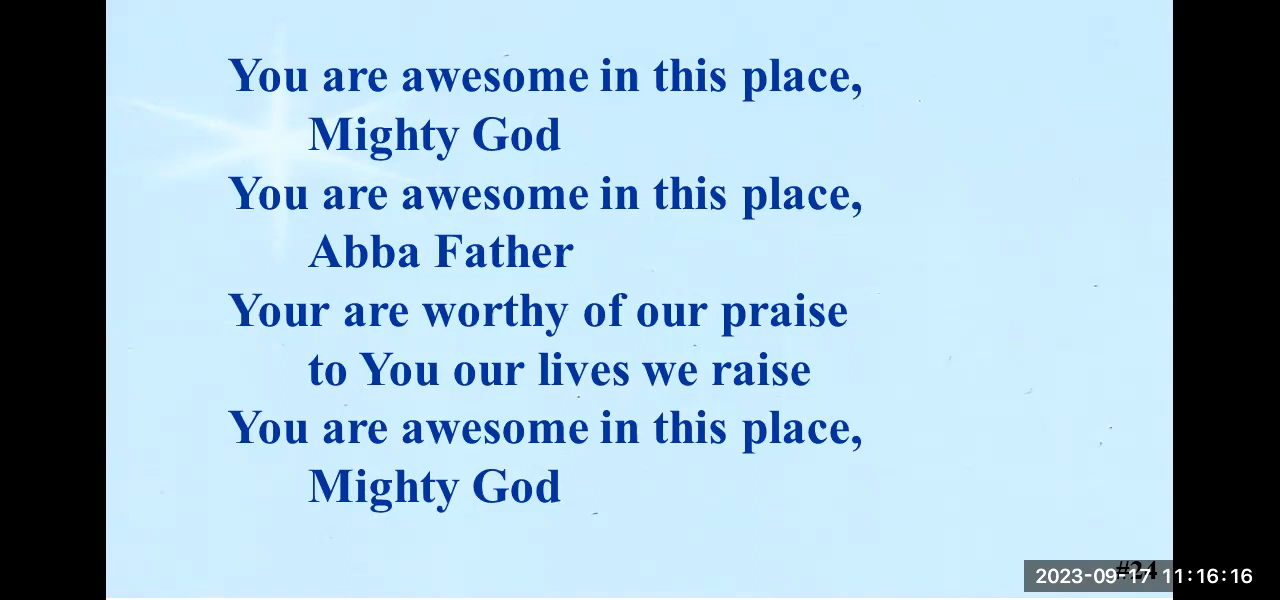 You are awesome in this place,
Mighty God
You are awesome in this place,
Abba Father
Your are worthy of our praise
to You our lives we raise
You are awesome in this place,
Mighty God
#24
2023-09-17 11:16:16